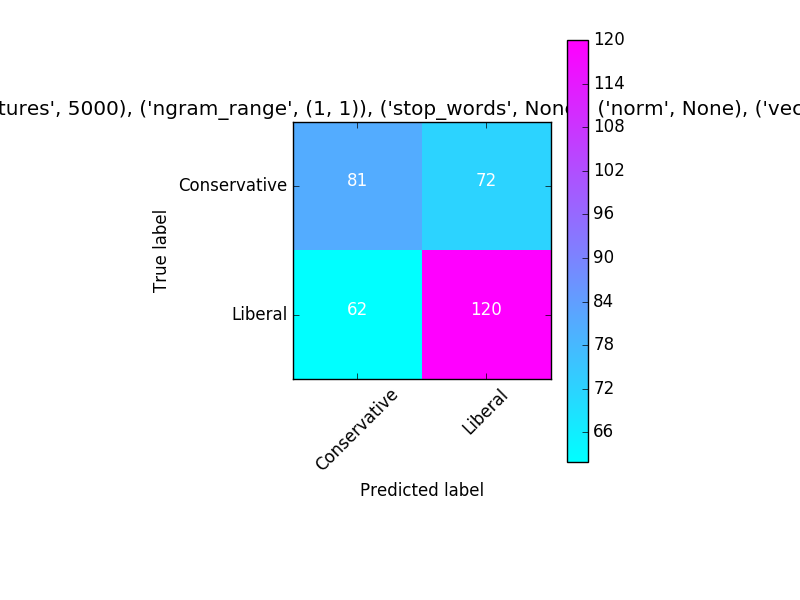 tures', 5000), ('ngram_range', (1, 1)), ('stop_words', None ('norm', None), ('vec
120
114
108
102
96
90
84
78
72
66
Conservative
Liberal
True label
81 72
62 120
Conservative Liberal
Predicted label